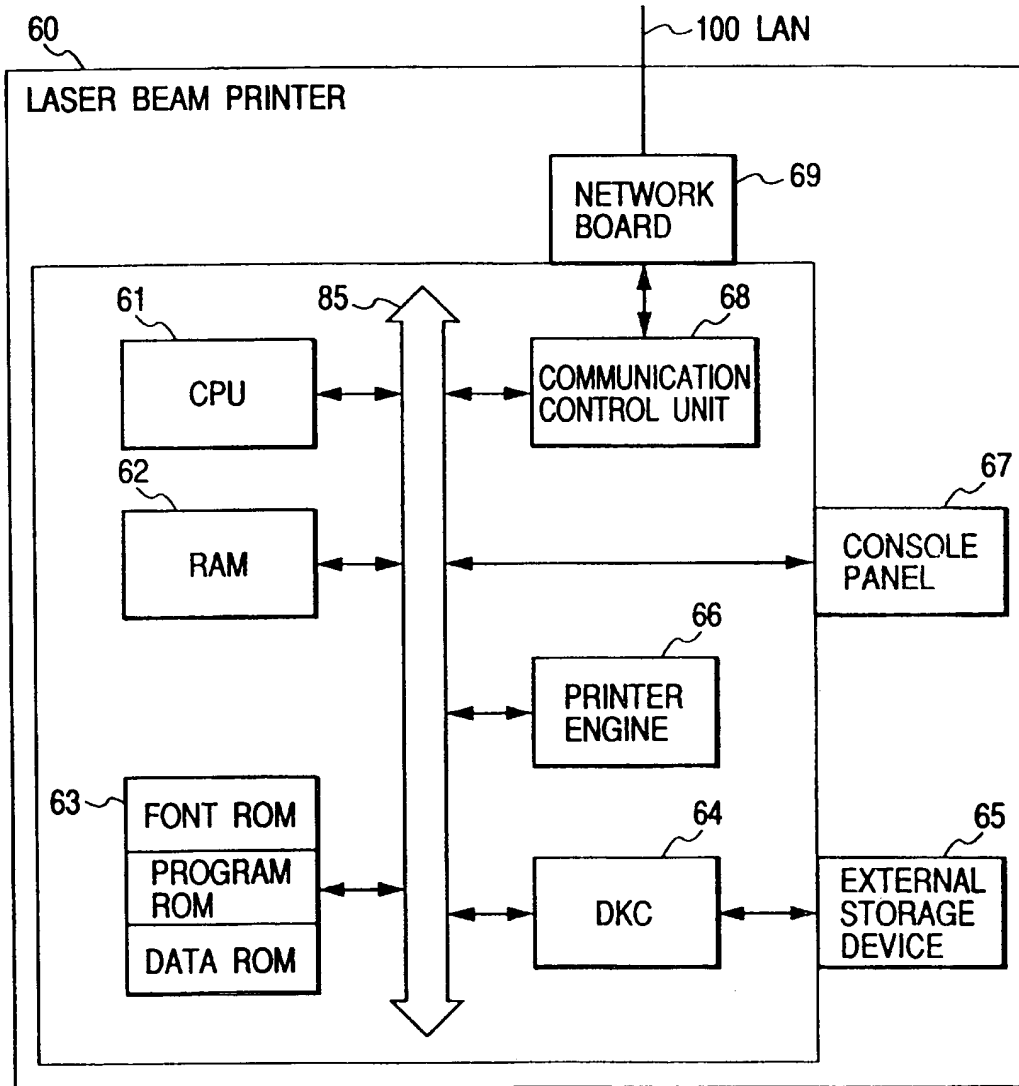 100 LAN
60
LASER BEAM PRINTER
69
NETWORK
BOARD
61
85
68
CPU
COMMUNICATION
CONTROL UNIT
62
67
RAM
CONSOLE
PANEL
66
PRINTER
ENGINE
63
FONT ROM
PROGRAM
ROM
DATA ROM
64
DKC
65
EXTERNAL
STORAGE
DEVICE